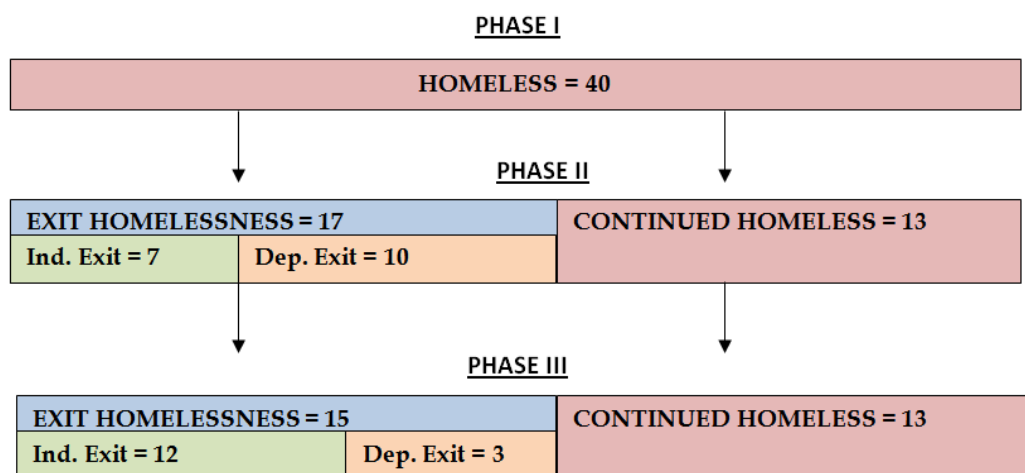 PHASE I
HOMELESS = 40
PHASE II
EXIT HOMELESSNESS = 17
CONTINUED HOMELESS = 13
Ind. Exit = 7
Dep. Exit = 10
PHASE III
EXIT HOMELESSNESS = 15
CONTINUED HOMELESS = 13
Ind. Exit = 12
Dep. Exit = 3